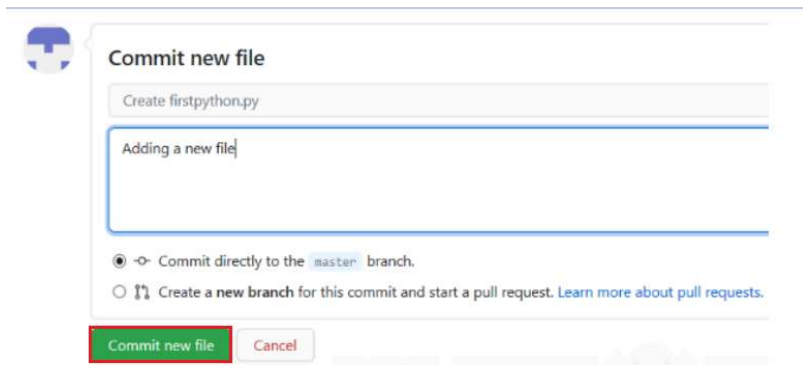 Commit new file
Create firstpython.py
Adding a new file
Commit directly to the master branch.
Create a new branch for this commit and start a pull request. Learn more about pull requests.
Commit new file Cancel